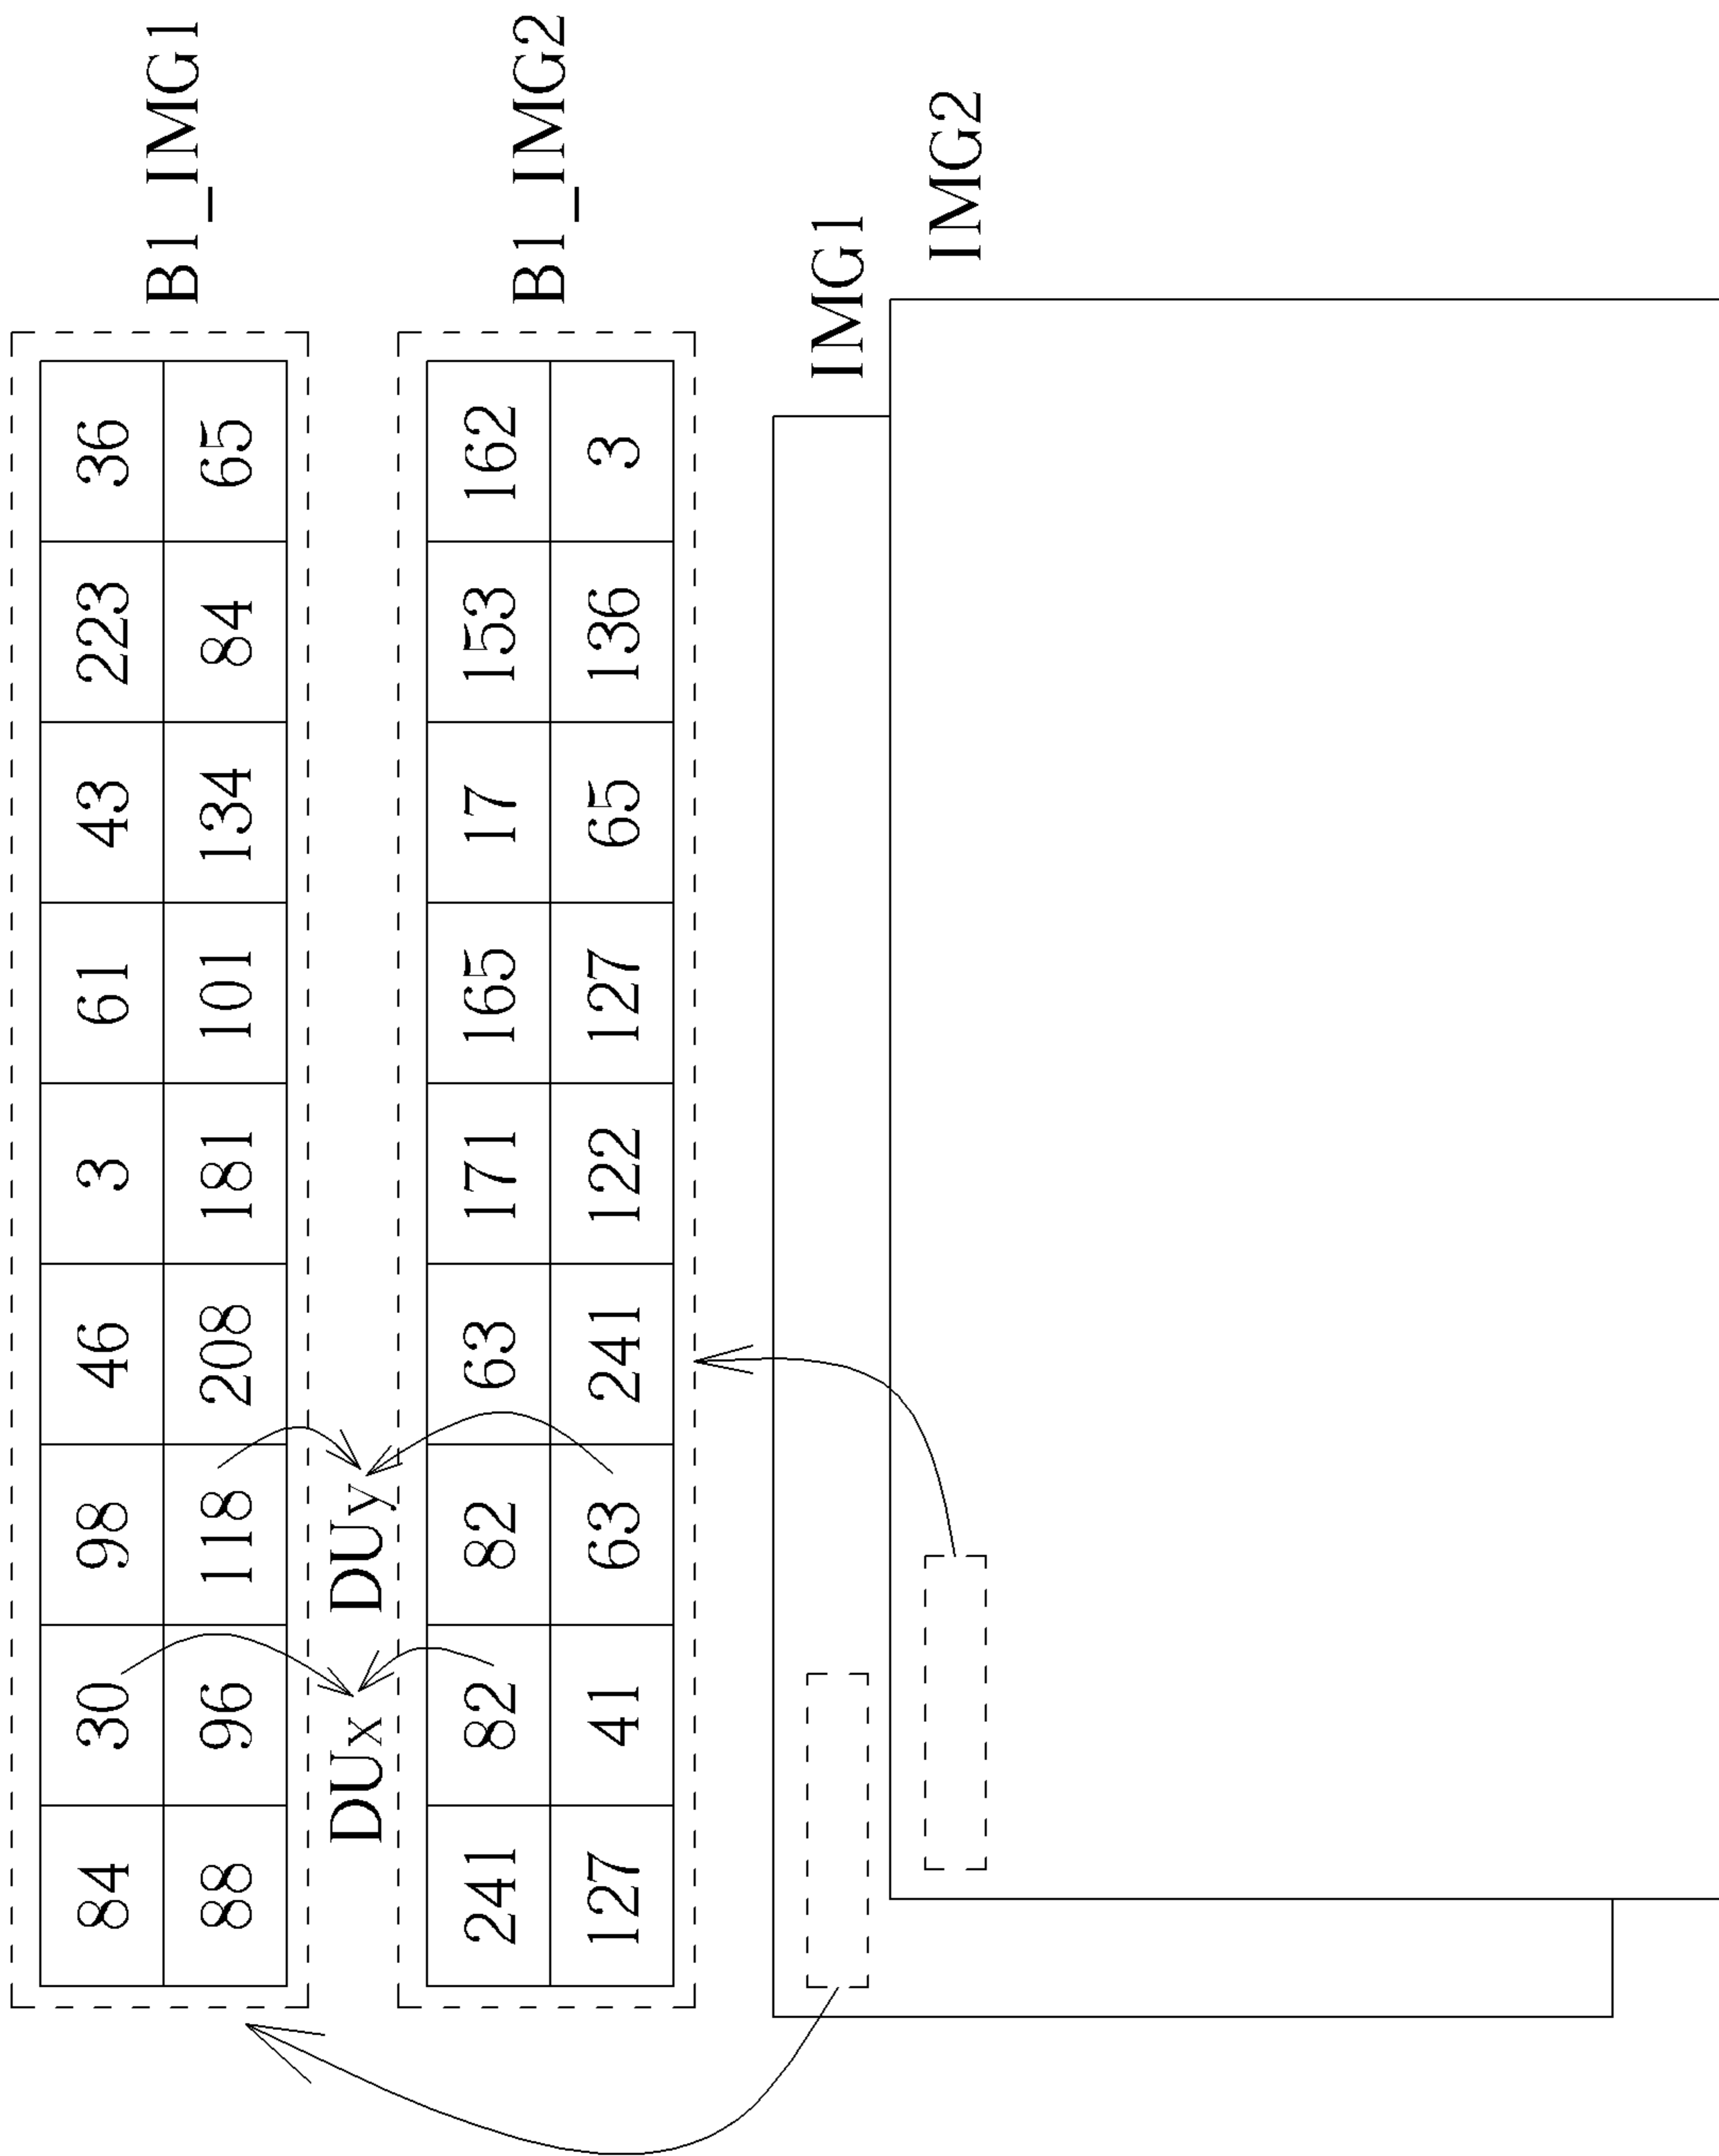 84 30 98 46 3 61 43 223 36 B1_IMG1
88 96 118 208 181 101 134 84 65
DUx DUy
241 82 82 63 171 165 17 153 162 B1_IMG2
127 41 63 241 122 127 65 136 3
IMG1
IMG2